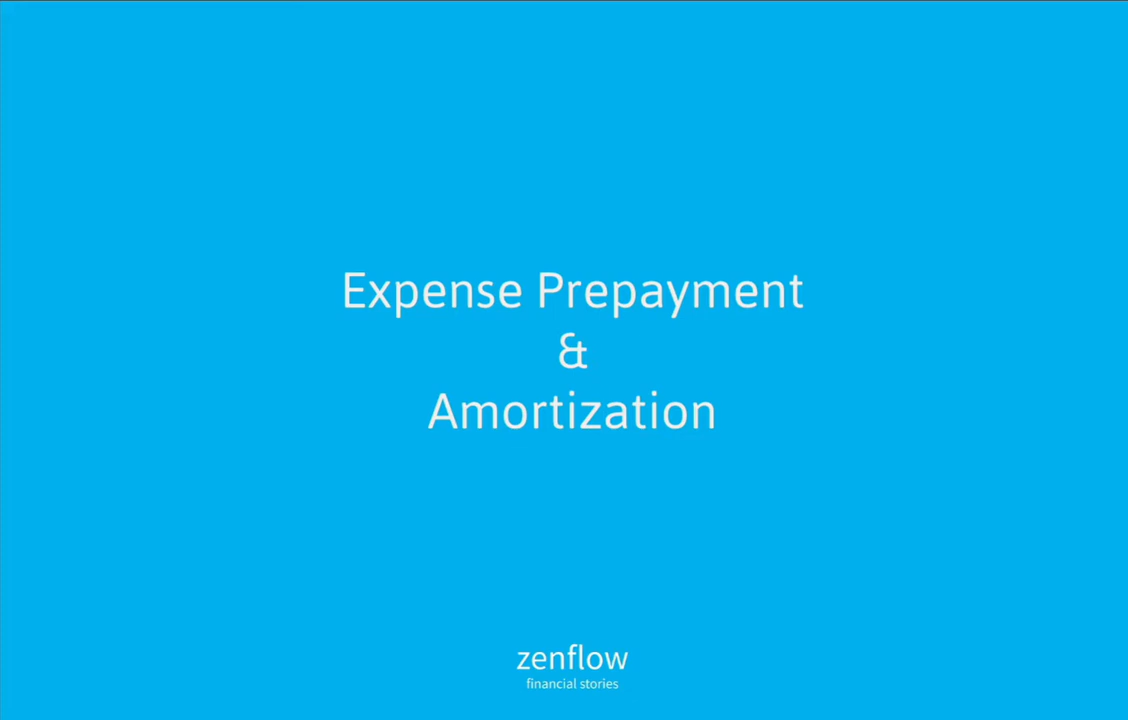 Expense Prepayment
&
Amortization
zenflow
financial stories